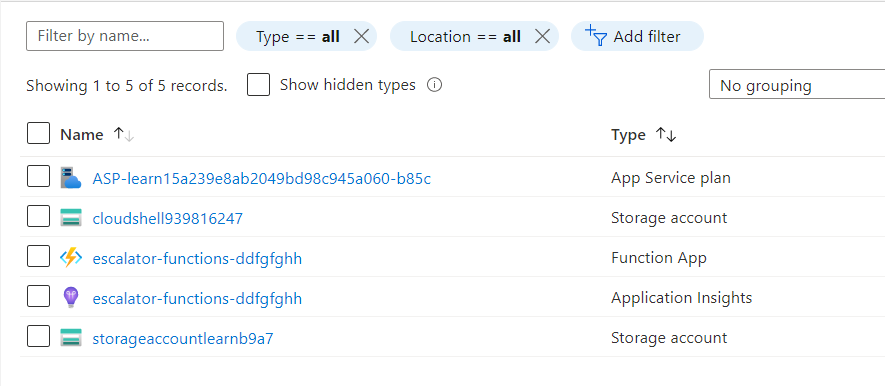 Filter by name...
Type == all
Location == all
Add filter
Showing 1 to 5 of 5 records.
Show hidden types
No grouping
Name
Type
ASP-learn15a239e8ab2049bd98c945a060-b85c
App Service plan
cloudshell939816247
Storage account
escalator-functions-ddfgfghh
Function App
escalator-functions-ddfgfghh
Application Insights
storageaccountlearnb9a7
Storage account